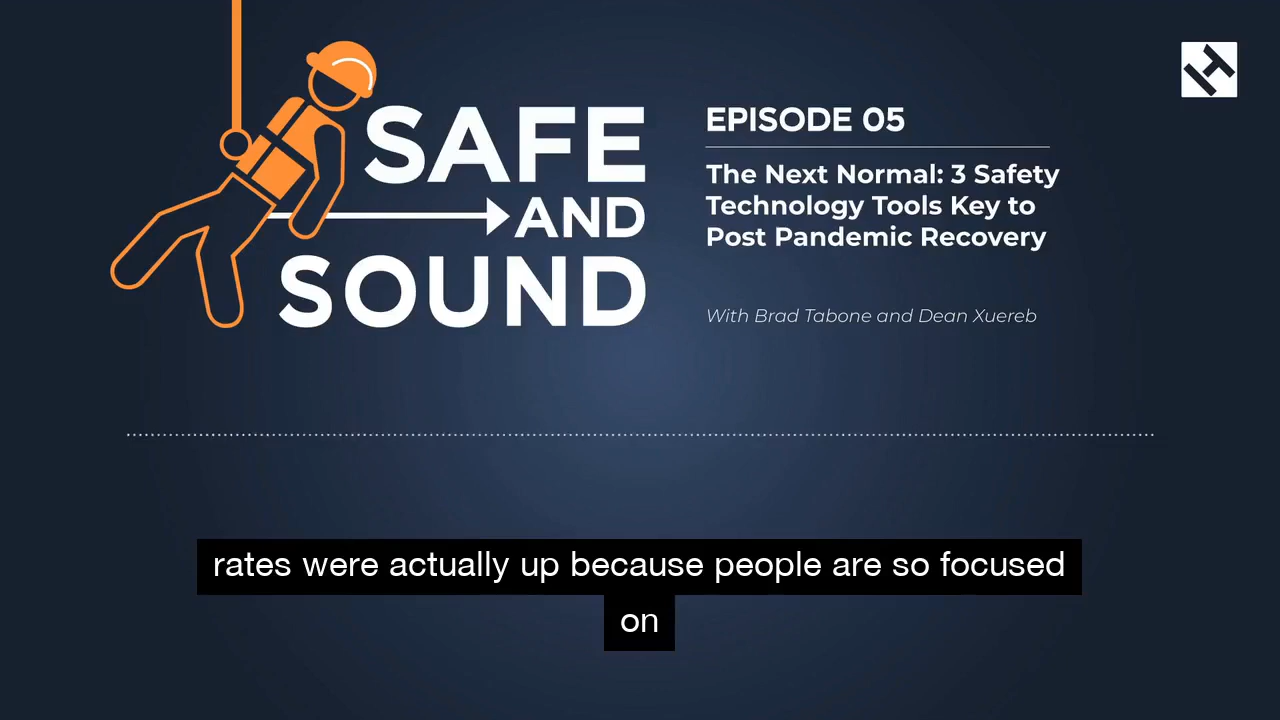 SAFE
AND
SOUND
EPISODE 05
The Next Normal: 3 Safety
Technology Tools Key to
Post Pandemic Recovery
With Brad Tabone and Dean Xuereb
rates were actually up because people are so focused
on